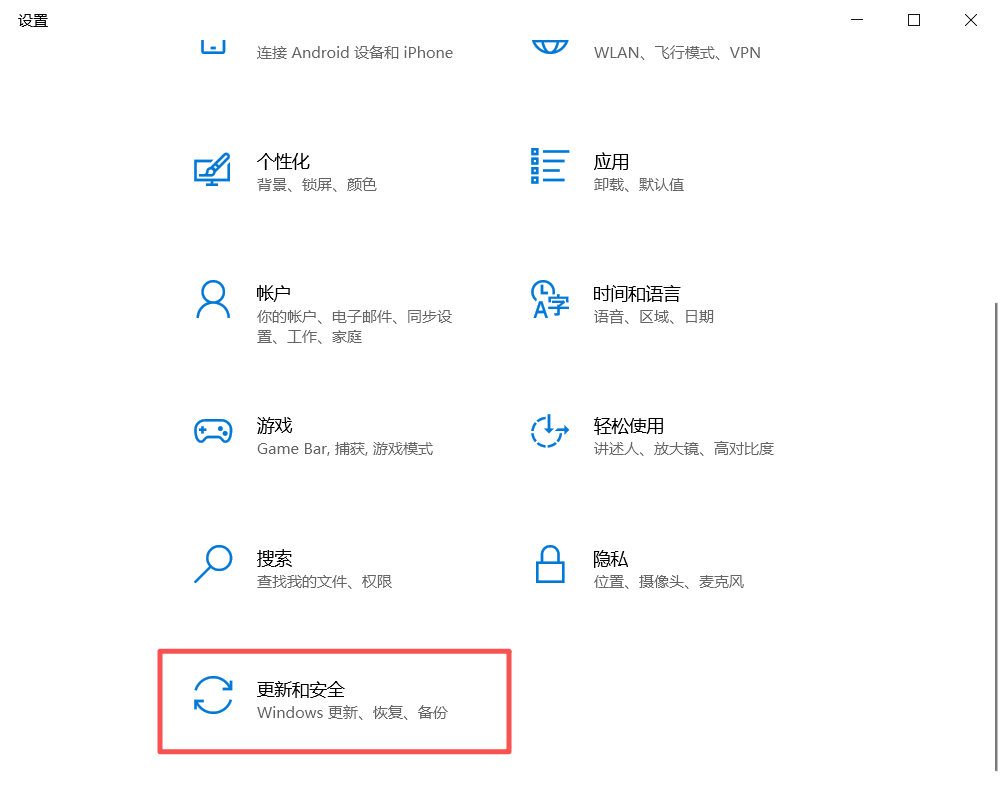 设置
连接 Android 设备和 iPhone
WLAN、飞行模式、VPN
个性化
背景、锁屏、颜色
应用
卸载、默认值
帐户
你的帐户、电子邮件、同步设
置、工作、家庭
时间和语言
语音、区域、日期
游戏
Game Bar, 捕获, 游戏模式
轻松使用
讲述人、放大镜、高对比度
搜索
查找我的文件、权限
隐私
位置、摄像头、麦克风
更新和安全
Windows 更新、恢复、备份